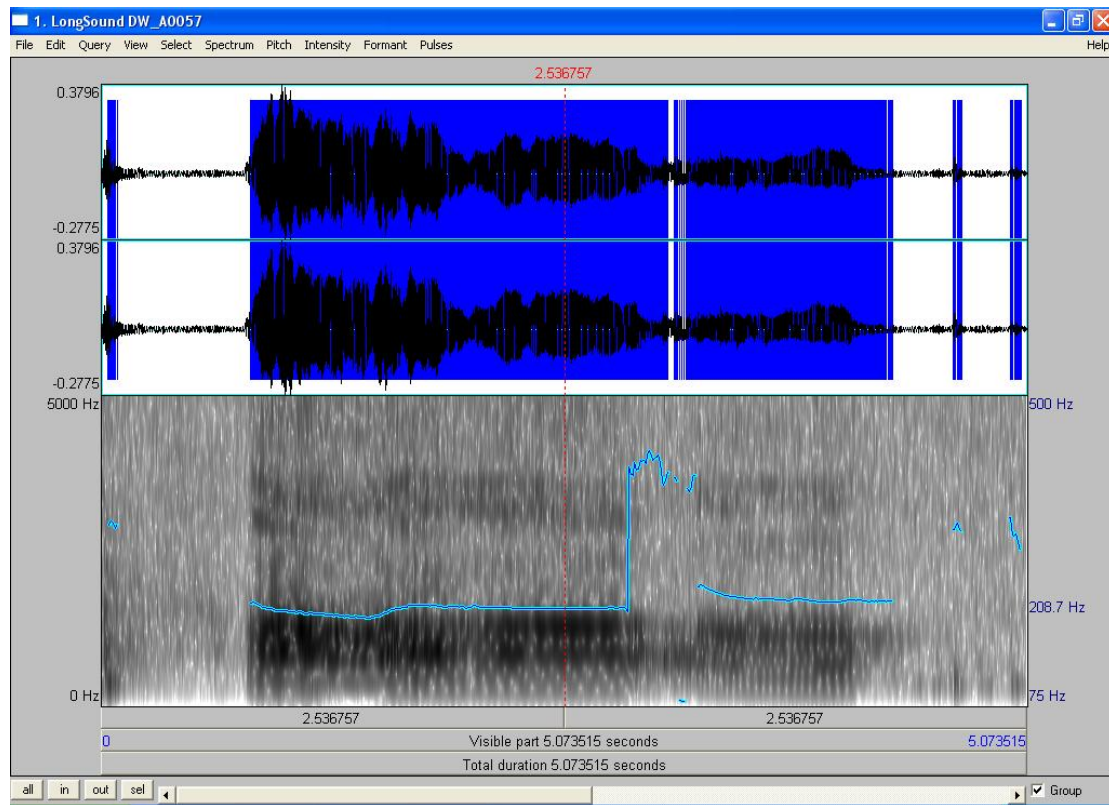 1. LongSound DW_A0057
File Edit Query View Select Spectrum Pitch Intensity Formant Pulses Help
2.536757
0.3796
-0.2775
0.3796
-0.2775
5000 Hz 500 Hz
208.7 Hz
0 Hz 75 Hz
2.536757 2.536757
0 Visible part 5.073515 seconds 5.073515
Total duration 5.073515 seconds
all in out sel Group